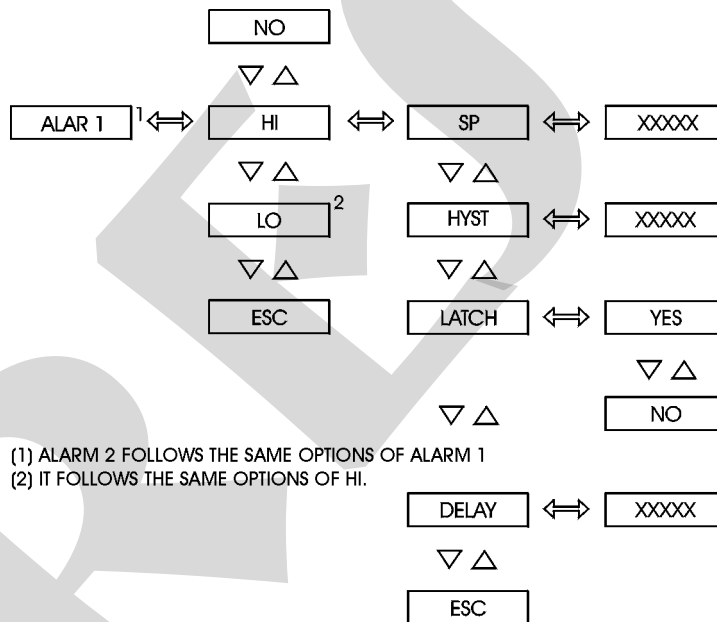 NO
ALAR 1 1 HI SP XXXXX
LO 2 HYST XXXXX
ESC LATCH YES
NO
(1) ALARM 2 FOLLOWS THE SAME OPTIONS OF ALARM 1
(2) IT FOLLOWS THE SAME OPTIONS OF HI.
DELAY XXXXX
ESC